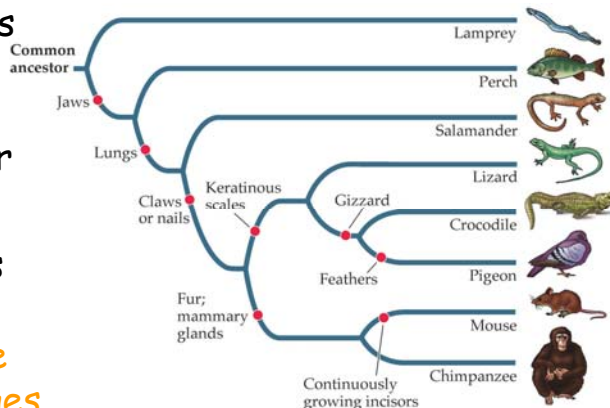 Common
ancestor
Lamprey
Jaws
Perch
Lungs
Salamander
Claws
or nails
Keratinous
scales
Lizard
Gizzard
Crocodile
Feathers
Pigeon
Fur;
mammary
glands
Mouse
Continuously
growing incisors
Chimpanzee